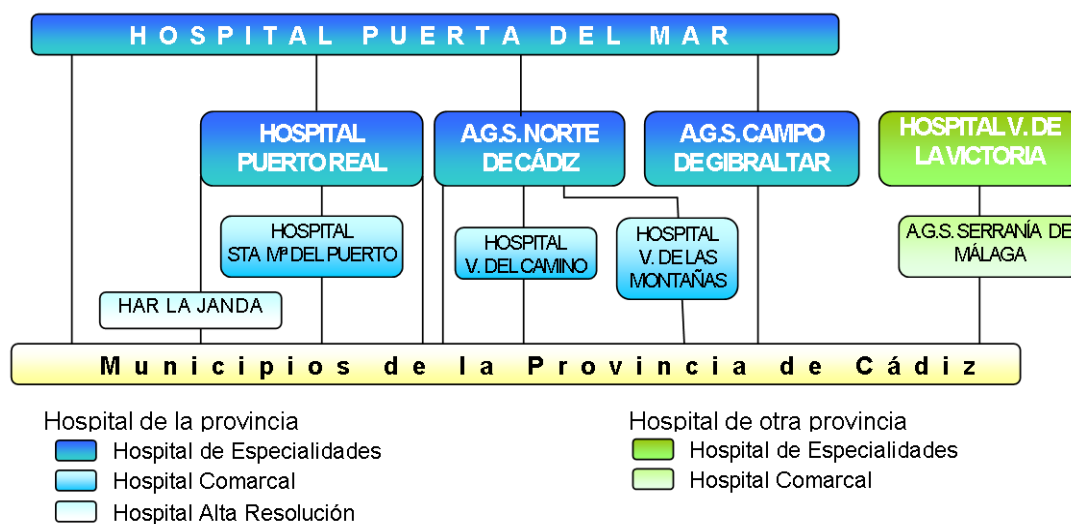 HOSPITAL PUERTA DEL MAR
HOSPITAL
PUERTO REAL
A.G.S. NORTE
DE CÁDIZ
A.G.S. CAMPO
DE GIBRALTAR
HOSPITAL V. DE
LA VICTORIA
HOSPITAL
STA Mª DEL PUERTO
HOSPITAL
V. DEL CAMINO
HOSPITAL
V. DE LAS
MONTAÑAS
A.G.S. SERRANÍA DE
MÁLAGA
HAR LA JANDA
Municipios de la Provincia de Cádiz
Hospital de la provincia
Hospital de Especialidades
Hospital Comarcal
Hospital Alta Resolución
Hospital de otra provincia
Hospital de Especialidades
Hospital Comarcal